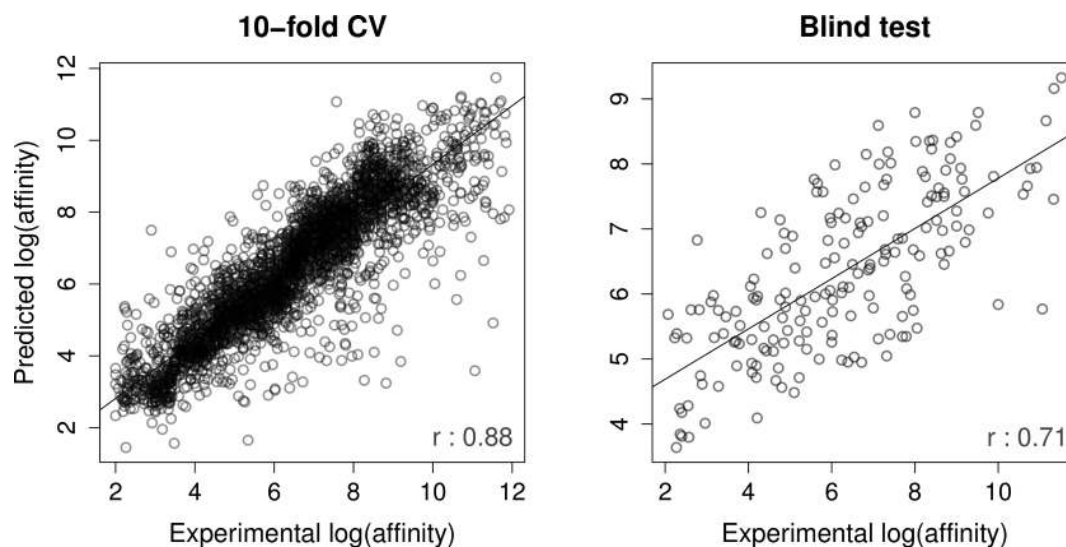 10−fold CV
Blind test
Predicted log(affinity)
12
10
8
6
4
2
r : 0.88
2 4 6 8 10 12
Experimental log(affinity)
9
8
7
6
5
4
r : 0.71
2 4 6 8 10
Experimental log(affinity)